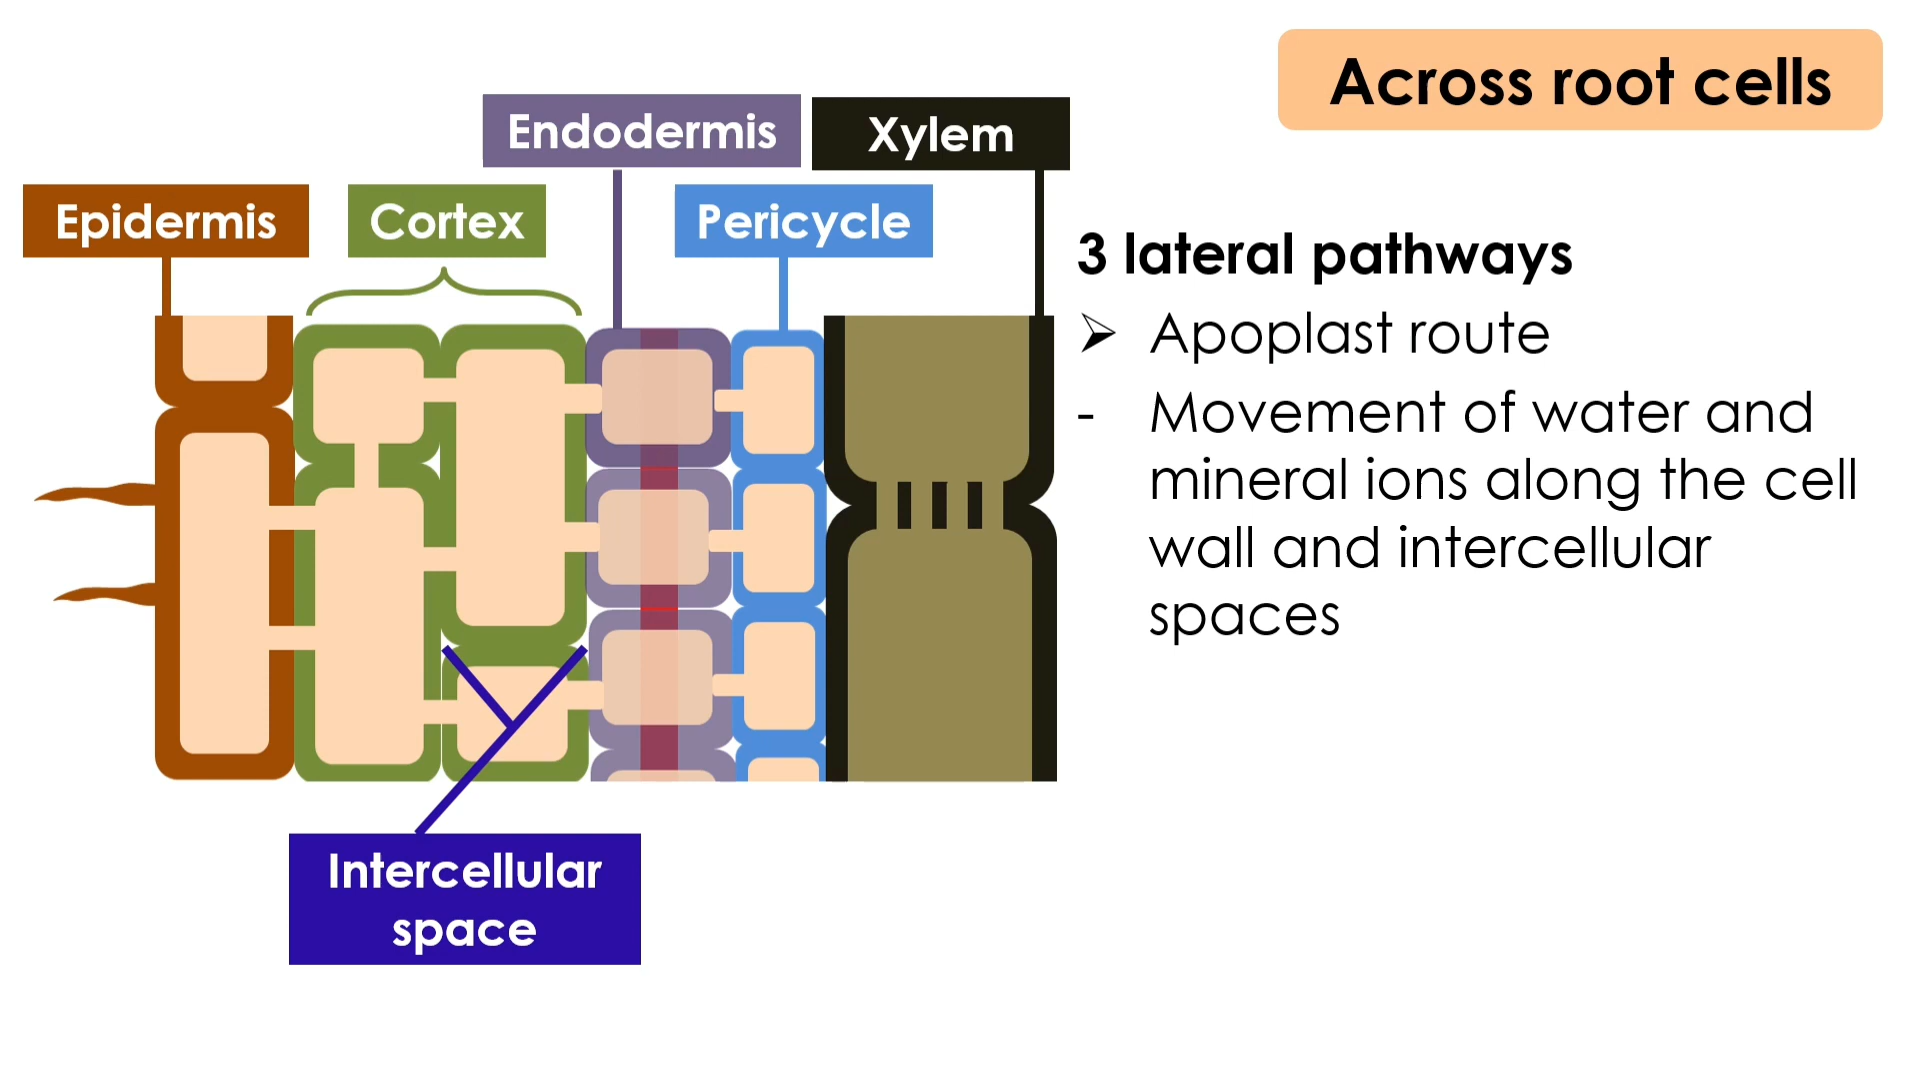 Across root cells
Endodermis
Xylem
Epidermis
Cortex
Pericycle
3 lateral pathways
➢ Apoplast route
- Movement of water and
mineral ions along the cell
wall and intercellular
spaces
Intercellular
space